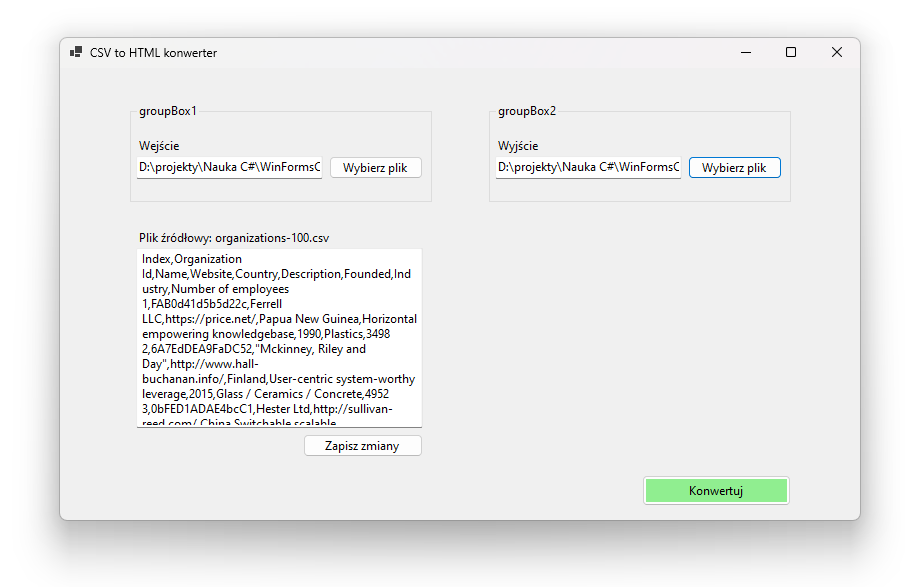 CSV to HTML konwerter
groupBox1
Wejście
D:\projekty\Nauka C#\WinFormsC
Wybierz plik
groupBox2
Wyjście
D:\projekty\Nauka C#\WinFormsC
Wybierz plik
Plik źródłowy: organizations-100.csv
Index,Organization
Id,Name,Website,Country,Description,Founded,Ind
ustry,Number of employees
1,FAB0d41d5b5d22c,Ferrell
LLC,https://price.net/,Papua New Guinea,Horizontal
empowering knowledgebase,1990,Plastics,3498
2,6A7EdDEA9FaDC52,"Mckinney, Riley and
Day",http://www.hall-
buchanan.info/,Finland,User-centric system-worthy
leverage,2015,Glass / Ceramics / Concrete,4952
3,0bFED1ADAE4bcC1,Hester Ltd,http://sullivan-
reed.com/,China,Switchable scalable
Zapisz zmiany
Konwertuj